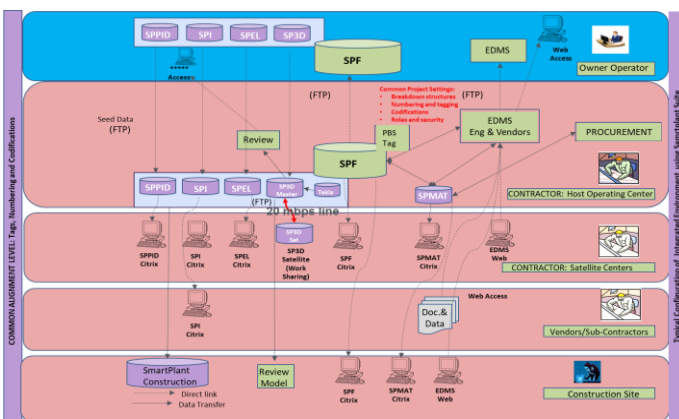 COMMON ALIGNMENT LEVEL: Tags, Numbering and Codifications
SPPID
SPI
SPEL
SP3D
SPF
EDMS
Web
Access
Owner Operator
Access
Seed Data
(FTP)
(FTP)
Common Project Settings:
• Breakdown structures
• Numbering and tagging
• Codifications
• Roles and security
(FTP)
Review
PBS
Tag
EDMS
Eng & Vendors
PROCUREMENT
SPF
SPPID
SPI
SPEL
SP3D
Master
Tekla
SPMAT
CONTRACTOR: Host Operating Center
(FTP)
20 mbps line
SPPID
Citrix
SPI
Citrix
SPEL
Citrix
SP3D
Sat
SP3D
Satellite
(Work
Sharing)
SPF
Citrix
SPMAT
Citrix
EDMS
Web
CONTRACTOR: Satellite Centers
SPI
Citrix
Doc.&
Data
Web Access
Vendors/Sub-Contractors
SmartPlant
Construction
Review
Model
SPF
Citrix
SPMAT
Citrix
EDMS
Web
Construction Site
Direct link
Data Transfer
Typical Configuration of Integrated Environment using Smartplant Suite